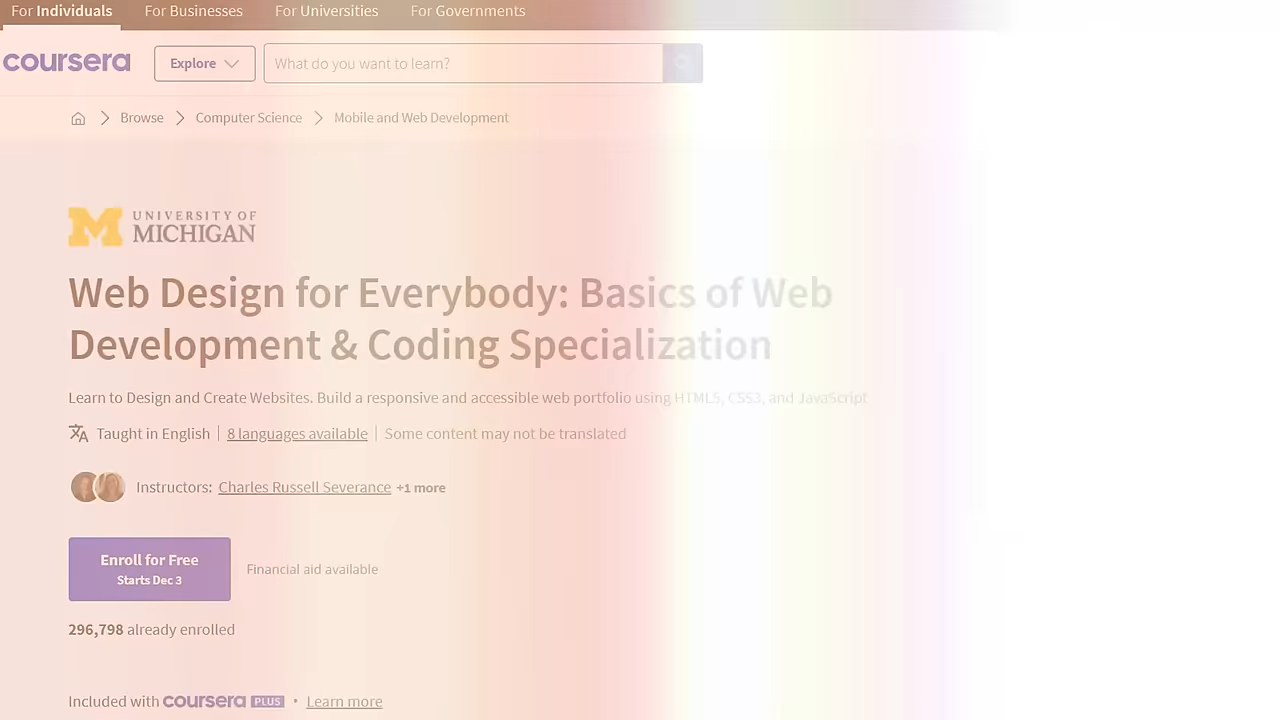 For Individuals For Businesses For Universities For Governments
coursera Explore What do you want to learn?
Browse Computer Science Mobile and Web Development
UNIVERSITY OF
MICHIGAN
Web Design for Everybody: Basics of Web
Development & Coding Specialization
Learn to Design and Create Websites. Build a responsive and accessible web portfolio using HTML5, CSS3, and JavaScript
Taught in English | 8 languages available | Some content may not be translated
Instructors: Charles Russell Severance +1 more
Enroll for Free
Starts Dec 3
Financial aid available
296,798 already enrolled
Included with coursera PLUS • Learn more